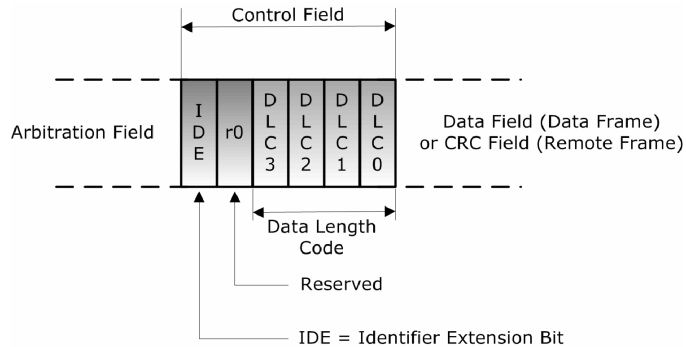 Control Field
Arbitration Field
IDE
r0
DLC3
DLC2
DLC1
DLC0
Data Field (Data Frame)
or CRC Field (Remote Frame)
Data Length
Code
Reserved
IDE = Identifier Extension Bit